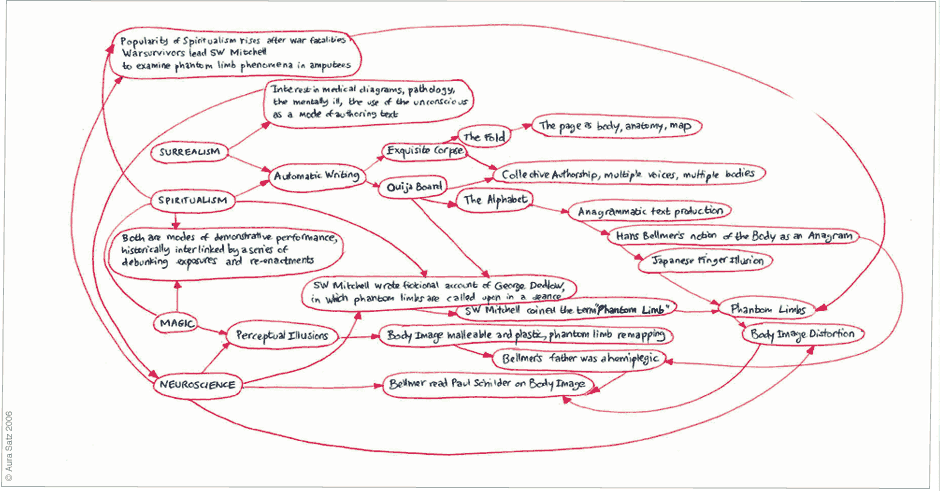 Popularity of Spiritualism rises after war fatalities
War survivors lead SW Mitchell
to examine phantom limb phenomena in amputees
Interest in medical diagrams, pathology,
the mentally ill, the use of the unconscious
as a mode of authoring text
The Fold
The page as body, anatomy, map
SURREALISM
Exquisite Corpse
Automatic Writing
Collective Authorship, multiple voices, multiple bodies
Ouija Board
SPIRITUALISM
The Alphabet
Anagrammatic text production
Both are modes of demonstrative performance,
historically interlinked by a series of
debunking exposures and re-enactments
Hans Bellmer's notion of the Body as an Anagram
Japanese Finger Illusion
SW Mitchell wrote fictional account of George Dedlow,
in which phantom limbs are called upon in a seance
SW Mitchell coined the term "Phantom Limb"
Phantom Limbs
MAGIC
Perceptual Illusions
Body Image malleable and plastic, phantom limb remapping
Body Image Distortion
Bellmer's father was a hemiplegic
NEUROSCIENCE
Bellmer read Paul Schilder on Body Image
© Aura Satz 2006